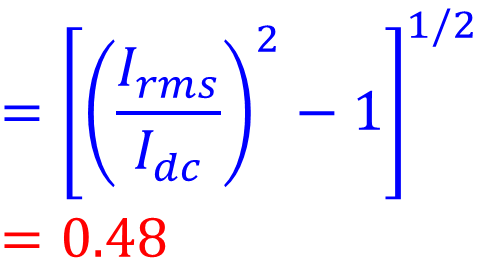 = [(I_rms / I_dc)^2 − 1]^1/2
= 0.48